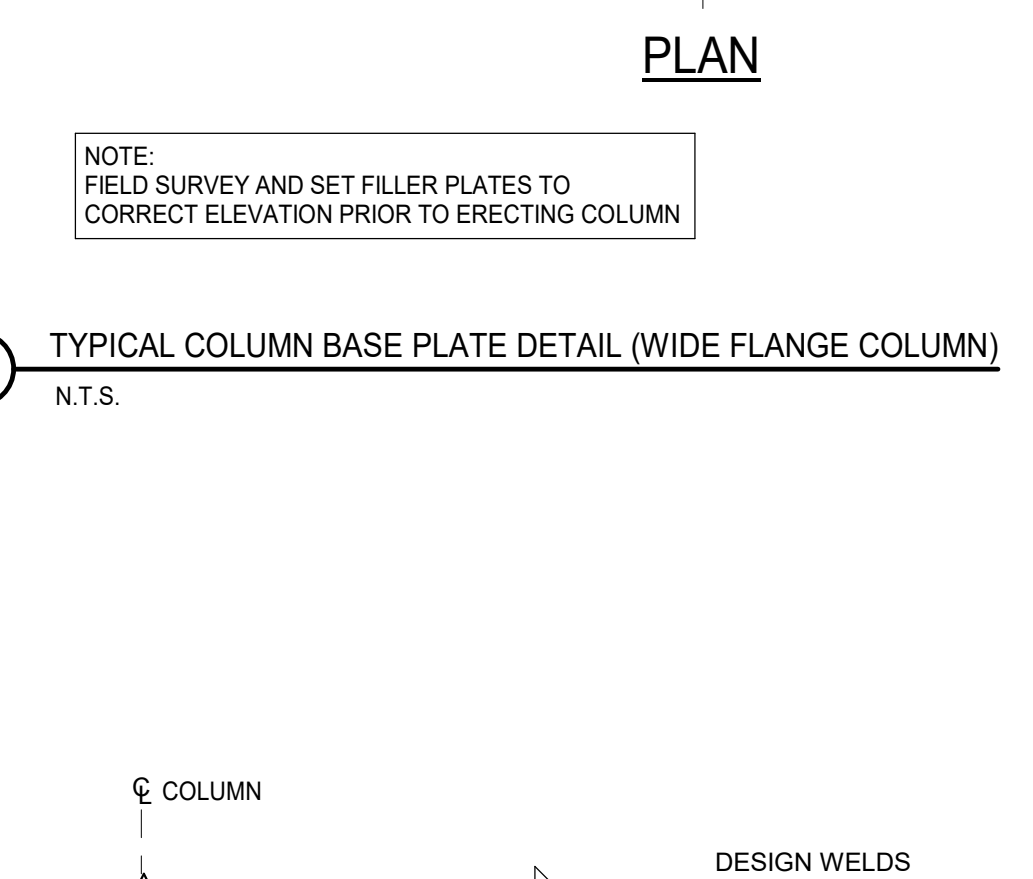 PLAN
NOTE:
FIELD SURVEY AND SET FILLER PLATES TO
CORRECT ELEVATION PRIOR TO ERECTING COLUMN
TYPICAL COLUMN BASE PLATE DETAIL (WIDE FLANGE COLUMN)
N.T.S.
℄ COLUMN
DESIGN WELDS